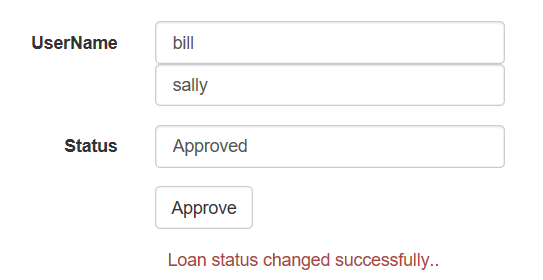 UserName bill
sally
Status Approved
Approve
Loan status changed successfully..